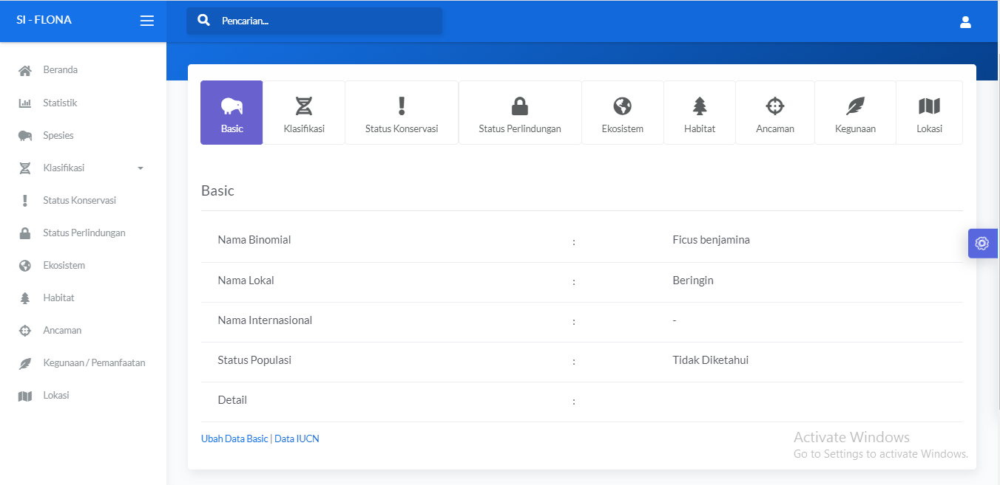 SI - FLONA
Pencarian...
Beranda
Statistik
Spesies
Klasifikasi
Status Konservasi
Status Perlindungan
Ekosistem
Habitat
Ancaman
Kegunaan / Pemanfaatan
Lokasi
Basic
Klasifikasi
Status Konservasi
Status Perlindungan
Ekosistem
Habitat
Ancaman
Kegunaan
Lokasi
Basic
Nama Binomial : Ficus benjamina
Nama Lokal : Beringin
Nama Internasional : -
Status Populasi : Tidak Diketahui
Detail :
Ubah Data Basic | Data IUCN
Activate Windows
Go to Settings to activate Windows.